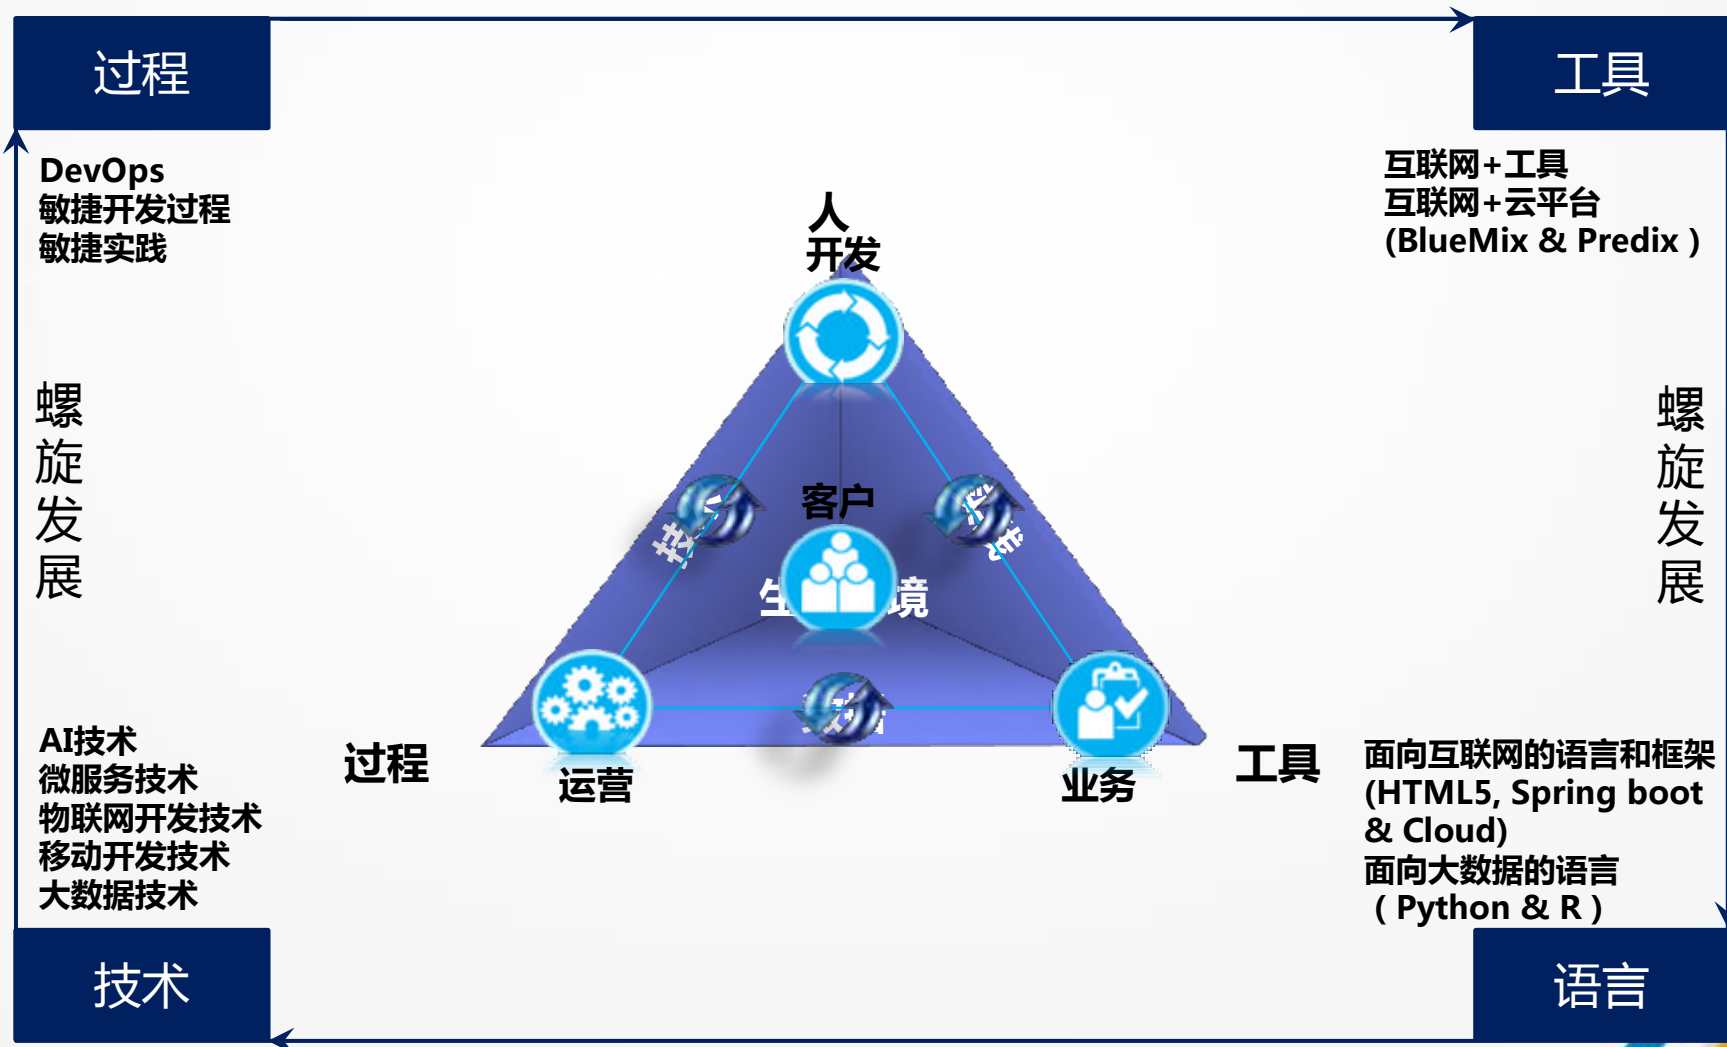 过程
工具
DevOps
敏捷开发过程
敏捷实践
互联网+工具
互联网+云平台
(BlueMix & Predix )
人
开发
螺旋发展
客户
螺旋发展
AI技术
微服务技术
物联网开发技术
移动开发技术
大数据技术
过程
运营
业务
工具
面向互联网的语言和框架
(HTML5, Spring boot
& Cloud)
面向大数据的语言
( Python & R )
技术
语言